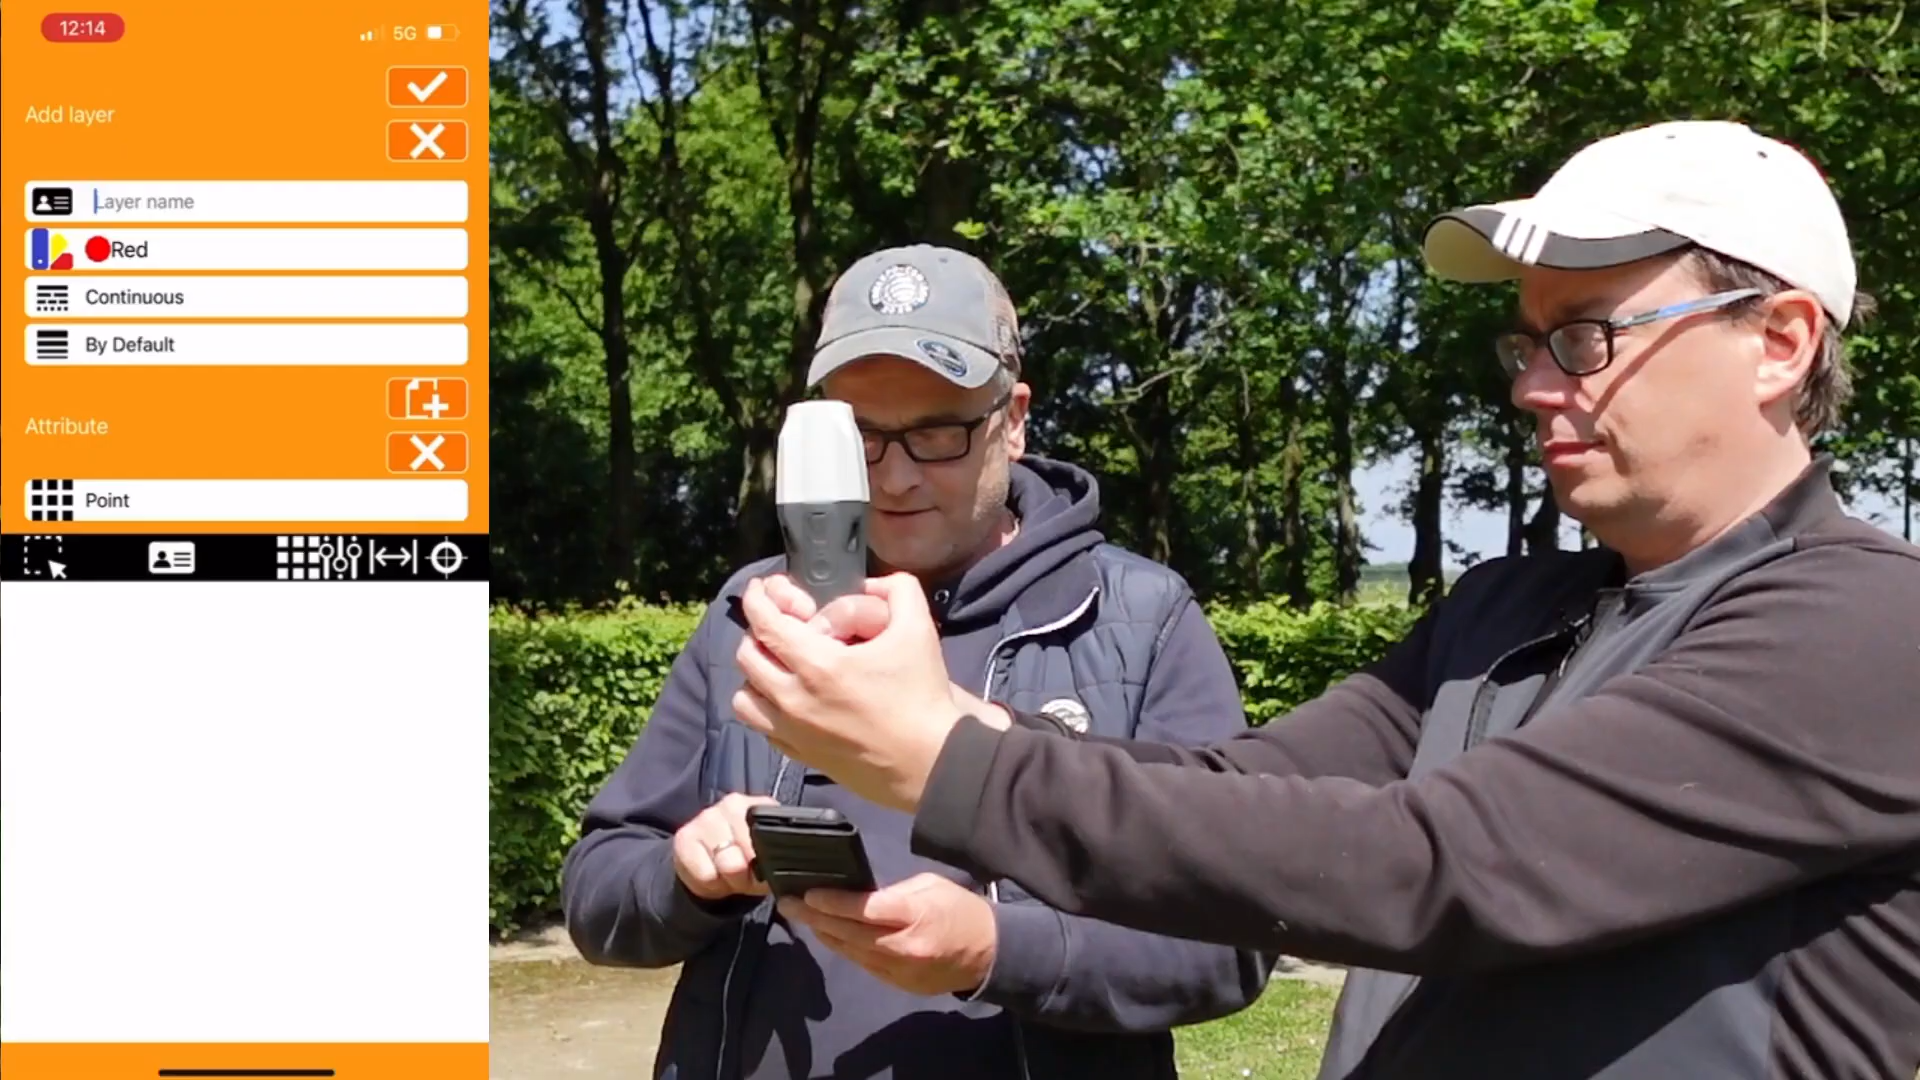 12:14
5G
Add layer
Layer name
Red
Continuous
By Default
Attribute
Point